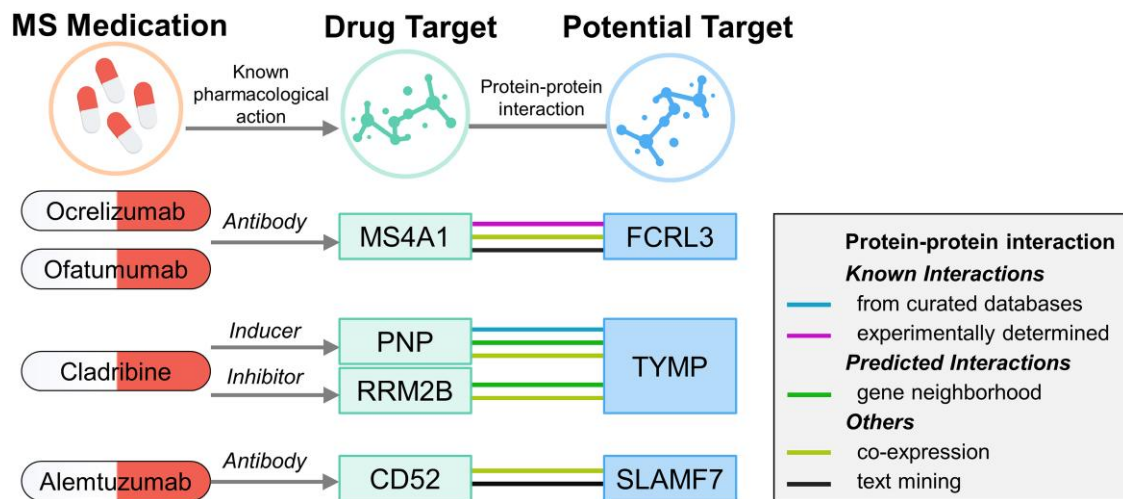 MS Medication
Drug Target
Potential Target
Known
pharmacological
action
Protein-protein
interaction
Ocrelizumab
Ofatumumab
Antibody
MS4A1
FCRL3
Cladribine
Inducer
Inhibitor
PNP
RRM2B
TYMP
Alemtuzumab
Antibody
CD52
SLAMF7
Protein-protein interaction
Known Interactions
from curated databases
experimentally determined
Predicted Interactions
gene neighborhood
Others
co-expression
text mining